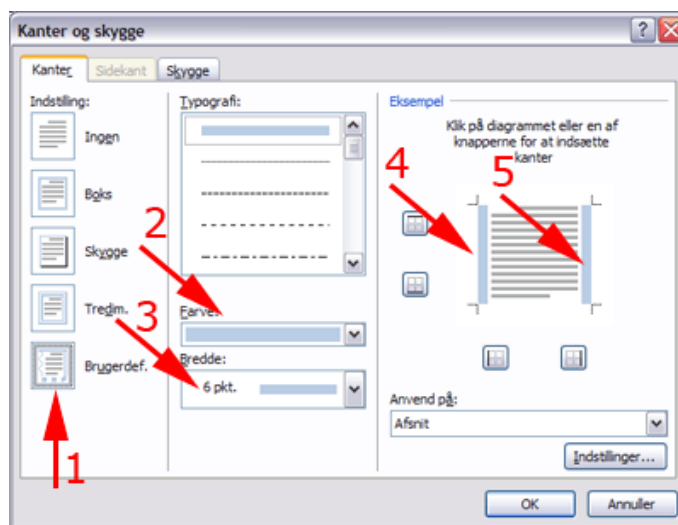 Kanter og skygge
Kanter
Sidekant
Skygge
Indstilling:
Ingen
Boks
Skygge
Tredm.
Brugerdef.
1
Typografi:
2
Farve:
3
Bredde:
6 pkt.
Eksempel
Klik på diagrammet eller en af
knapperne for at indsætte
kanter
4
5
Anvend på:
Afsnit
Indstillinger...
OK
Annuller